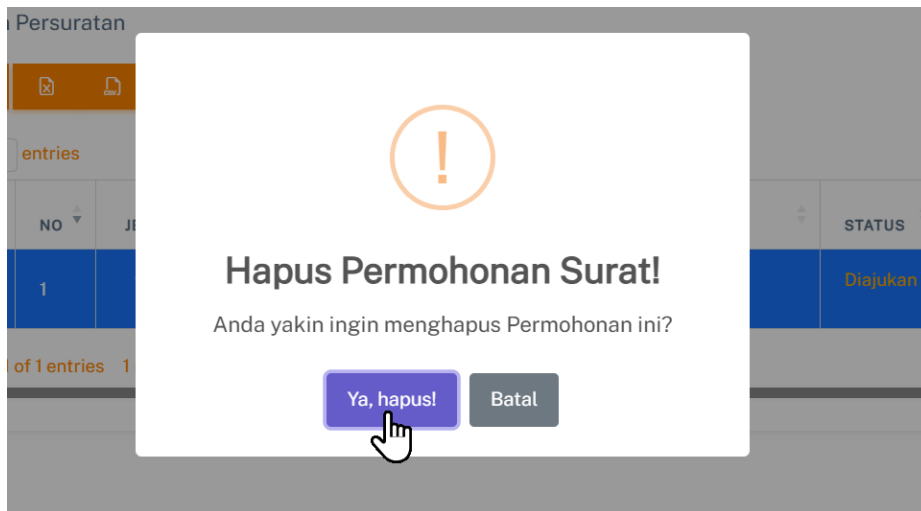 Persuratan
entries
NO
STATUS
1
Diajukan
of 1 entries 1
!
Hapus Permohonan Surat!
Anda yakin ingin menghapus Permohonan ini?
Ya, hapus!
Batal